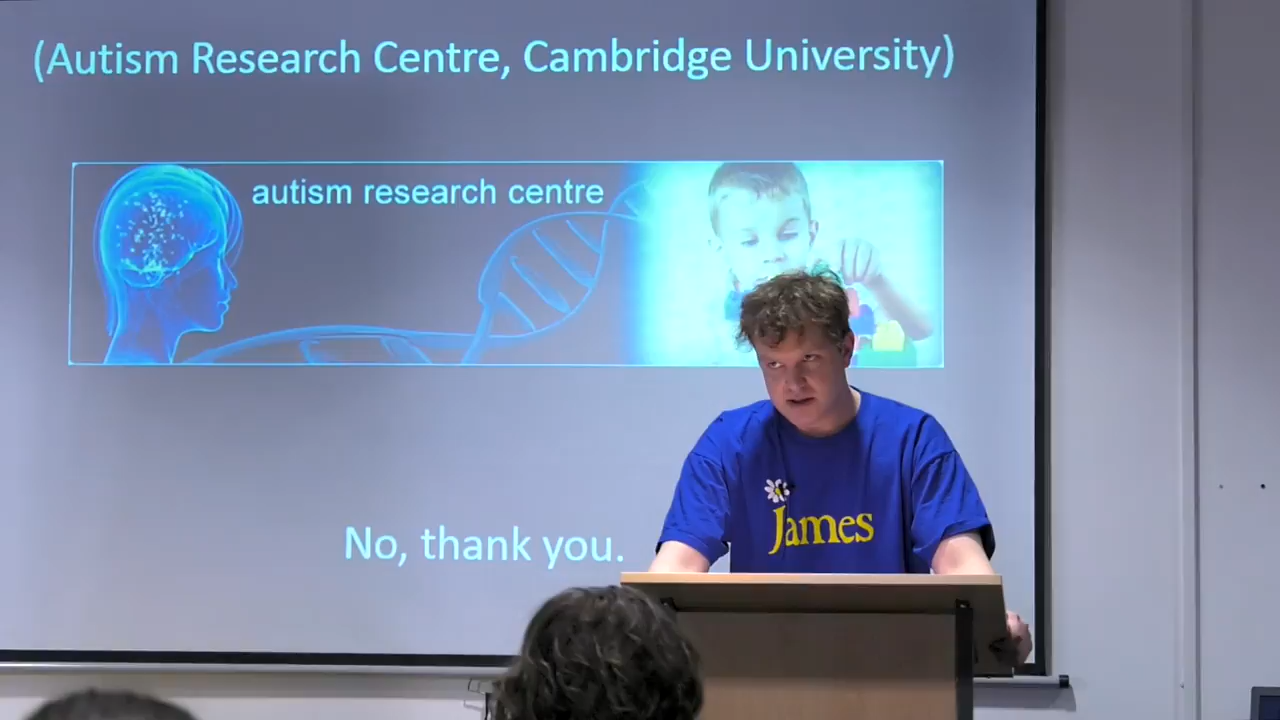 (Autism Research Centre, Cambridge University)
autism research centre
No, thank you.
James